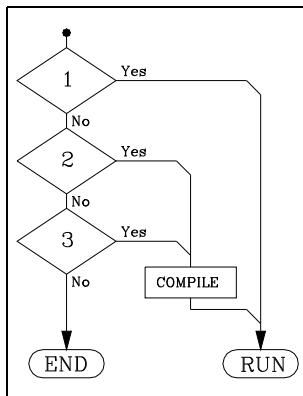 Yes
1
No
Yes
2
No
Yes
3
No
COMPILE
END RUN